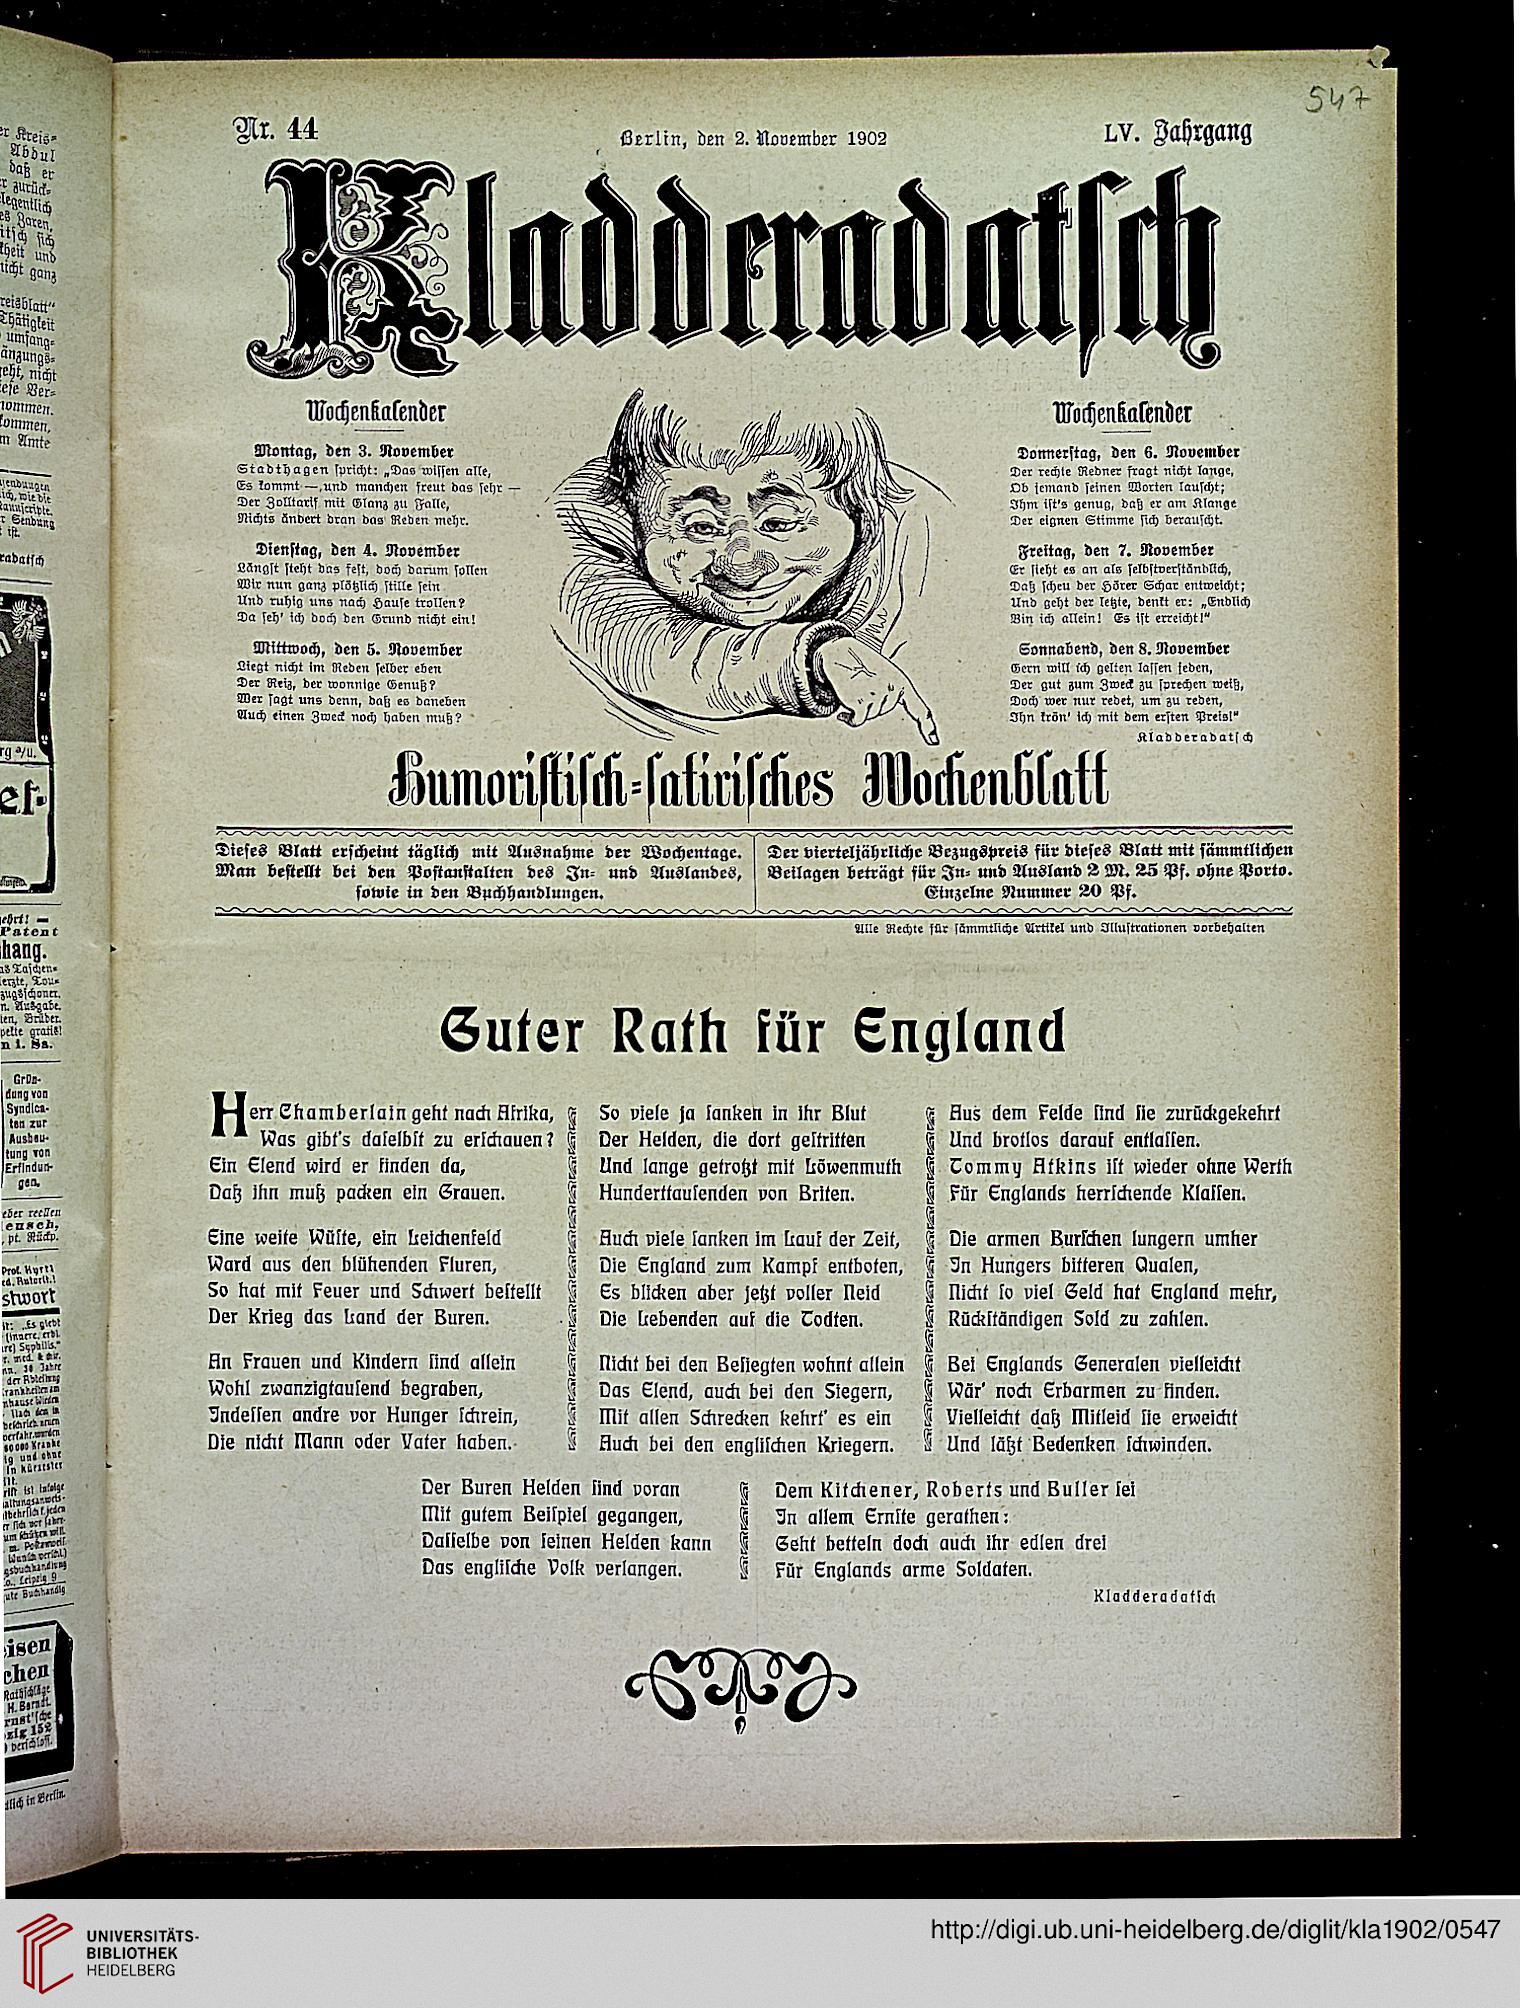 547
Nr. 44
Berlin, den 2. November 1902
LV. Jahrgang
Kladderadatsch
Wochenkalender
Montag, den 3. November
Stadthagen spricht: „Das wissen alle,
Es kommt — und manchen freut das sehr —
Der Zolltarif mit Glanz zu Falle,
Nichts ändert dran das Reden mehr.
Dienstag, den 4. November
Längst steht das fest, doch darum sollen
Wir nun ganz plötzlich stille sein
Und ruhig uns nach Hause trollen?
Da seh' ich doch den Grund nicht ein!
Mittwoch, den 5. November
Liegt nicht im Reden selber eben
Der Reiz, der wonnige Genuß?
Wer sagt uns denn, daß es daneben
Auch einen Zweck noch haben muß?
Wochenkalender
Donnerstag, den 6. November
Der rechte Redner fragt nicht lange,
Ob jemand seinen Worten lauscht;
Ihm ist's genug, daß er am Klange
Der eignen Stimme sich berauscht.
Freitag, den 7. November
Er sieht es an als selbstverständlich,
Daß scheu der Hörer Schar entweicht;
Und geht der letzte, denkt er: „Endlich
Bin ich allein! Es ist erreicht!"
Sonnabend, den 8. November
Gern will ich gelten lassen jeden,
Der gut zum Zweck zu sprechen weiß,
Doch wer nur redet, um zu reden,
Ihn krön' ich mit dem ersten Preis!"
Kladderadatsch
Humoristisch-satirisches Wochenblatt
Dieses Blatt erscheint täglich mit Ausnahme der Wochentage.
Man bestellt bei den Postanstalten des In- und Auslandes,
sowie in den Buchhandlungen.
Der vierteljährliche Bezugspreis für dieses Blatt mit sämmtlichen
Beilagen beträgt für In- und Ausland 2 M. 25 Pf. ohne Porto.
Einzelne Nummer 20 Pf.
Alle Rechte für sämmtliche Artikel und Illustrationen vorbehalten
Guter Rath für England
Herr Chamberlain geht nach Afrika,
Was gibt's daselbst zu erschauen?
Ein Elend wird er finden da,
Daß ihn muß packen ein Grauen.
Eine weite Wüste, ein Leichenfeld
Ward aus den blühenden Fluren,
So hat mit Feuer und Schwert bestellt
Der Krieg das Land der Buren.
An Frauen und Kindern sind allein
Wohl zwanzigtausend begraben,
Indessen andre vor Hunger schrein,
Die nicht Mann oder Vater haben.
So viele ja sanken in ihr Blut
Der Helden, die dort gestritten
Und lange getrotzt mit Löwenmuth
Hunderttausenden von Briten.
Auch viele sanken im Lauf der Zeit,
Die England zum Kampf entboten,
Es blicken aber jetzt voller Neid
Die Lebenden auf die Todten.
Nicht bei den Besiegten wohnt allein
Das Elend, auch bei den Siegern,
Mit allen Schrecken kehrt' es ein
Auch bei den englischen Kriegern.
Aus dem Felde sind sie zurückgekehrt
Und brotlos darauf entlassen.
Tommy Atkins ist wieder ohne Werth
Für Englands herrschende Klassen.
Die armen Burschen lungern umher
In Hungers bitteren Qualen,
Nicht so viel Geld hat England mehr,
Rückständigen Sold zu zahlen.
Bei Englands Generalen vielleicht
Wär' noch Erbarmen zu finden.
Vielleicht daß Mitleid sie erweicht
Und läßt Bedenken schwinden.
Der Buren Helden sind voran
Mit gutem Beispiel gegangen,
Dasselbe von seinen Helden kann
Das englische Volk verlangen.
Dem Kitchener, Roberts und Buller sei
In allem Ernste gerathen:
Geht betteln doch auch ihr edlen drei
Für Englands arme Soldaten.
Kladderadatsch
UNIVERSITÄTS-
BIBLIOTHEK
HEIDELBERG
http://digi.ub.uni-heidelberg.de/diglit/kla1902/0547